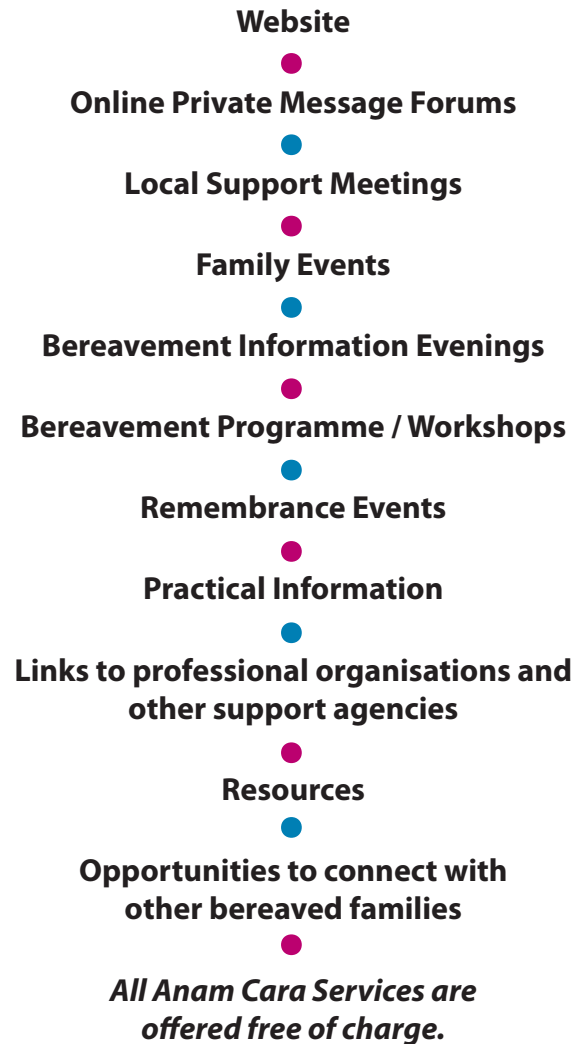 Website
Online Private Message Forums
Local Support Meetings
Family Events
Bereavement Information Evenings
Bereavement Programme / Workshops
Remembrance Events
Practical Information
Links to professional organisations and
other support agencies
Resources
Opportunities to connect with
other bereaved families
All Anam Cara Services are
offered free of charge.